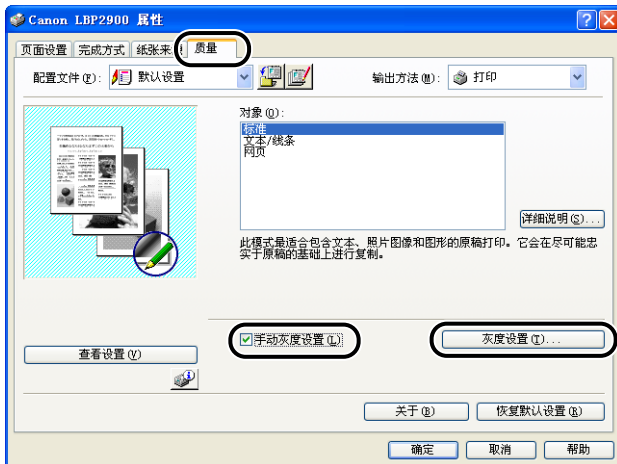 Canon LBP2900 属性
页面设置 完成方式 纸张来 质量
配置文件(F): 默认设置 输出方法(M): 打印
对象(O):
标准
文本/线条
网页
详细说明(S)...
此模式最适合包含文本、照片图像和图形的原稿打印。它会在尽可能忠
实于原稿的基础上进行复制。
手动灰度设置(L) 灰度设置(T)...
查看设置(V)
关于(B) 恢复默认设置(R)
确定 取消 帮助